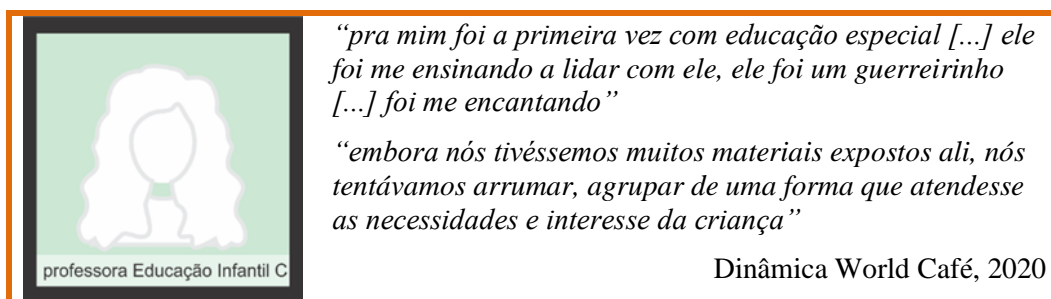 “pra mim foi a primeira vez com educação especial [...] ele
foi me ensinando a lidar com ele, ele foi um guerreirinho
[...] foi me encantando”
“embora nós tivéssemos muitos materiais expostos ali, nós
tentávamos arrumar, agrupar de uma forma que atendesse
as necessidades e interesse da criança”
professora Educação Infantil C
Dinâmica World Café, 2020